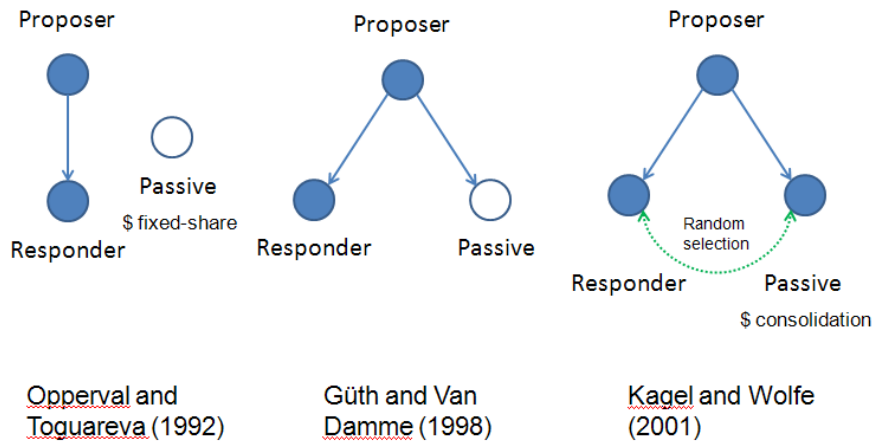 Proposer
Passive
$ fixed-share
Responder
Opperval and
Toguareva (1992)
Proposer
Responder
Passive
Güth and Van
Damme (1998)
Proposer
Random
selection
Responder
Passive
$ consolidation
Kagel and Wolfe
(2001)